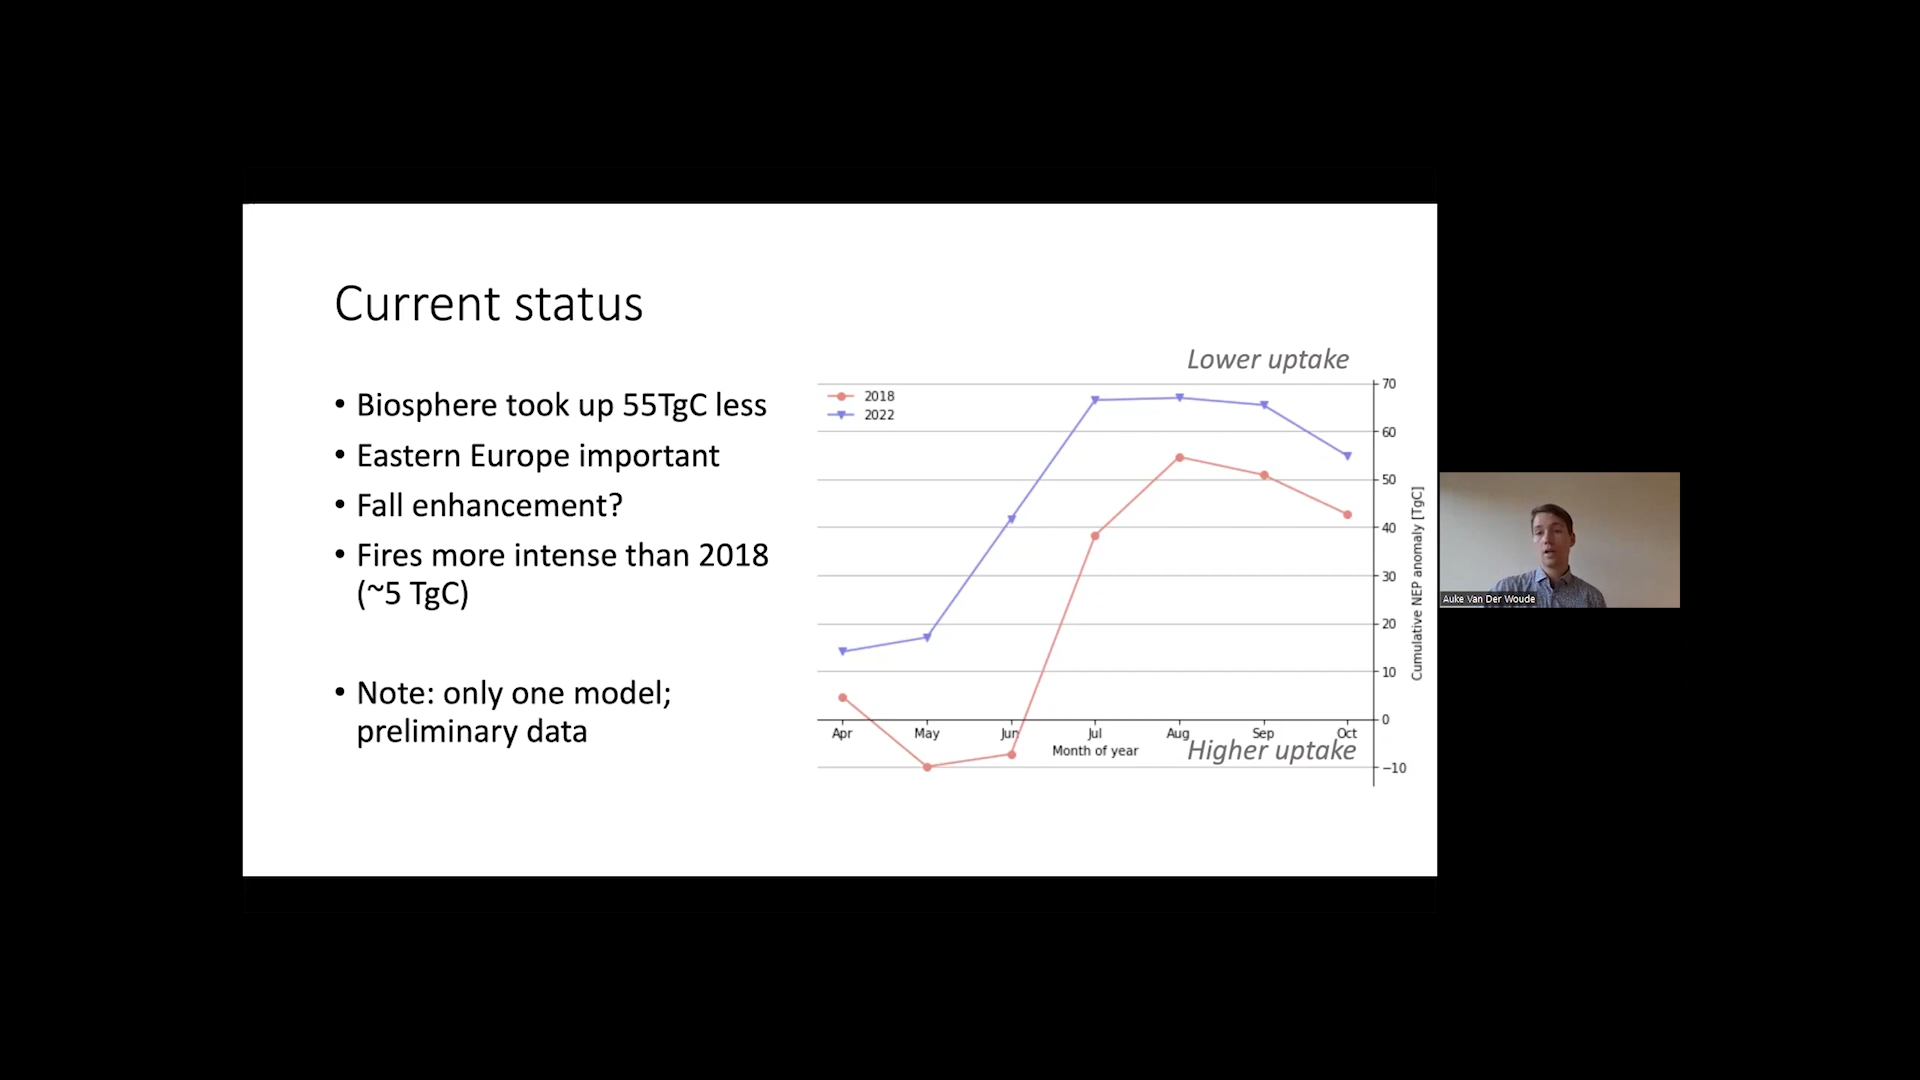 Current status
• Biosphere took up 55TgC less
• Eastern Europe important
• Fall enhancement?
• Fires more intense than 2018
(~5 TgC)
• Note: only one model;
preliminary data
Lower uptake
2018
2022
70
60
50
40
30
20
10
0
−10
Cumulative NEP anomaly [TgC]
Apr May Jun Jul Aug Sep Oct
Month of year
Higher uptake
Auke Van Der Woude